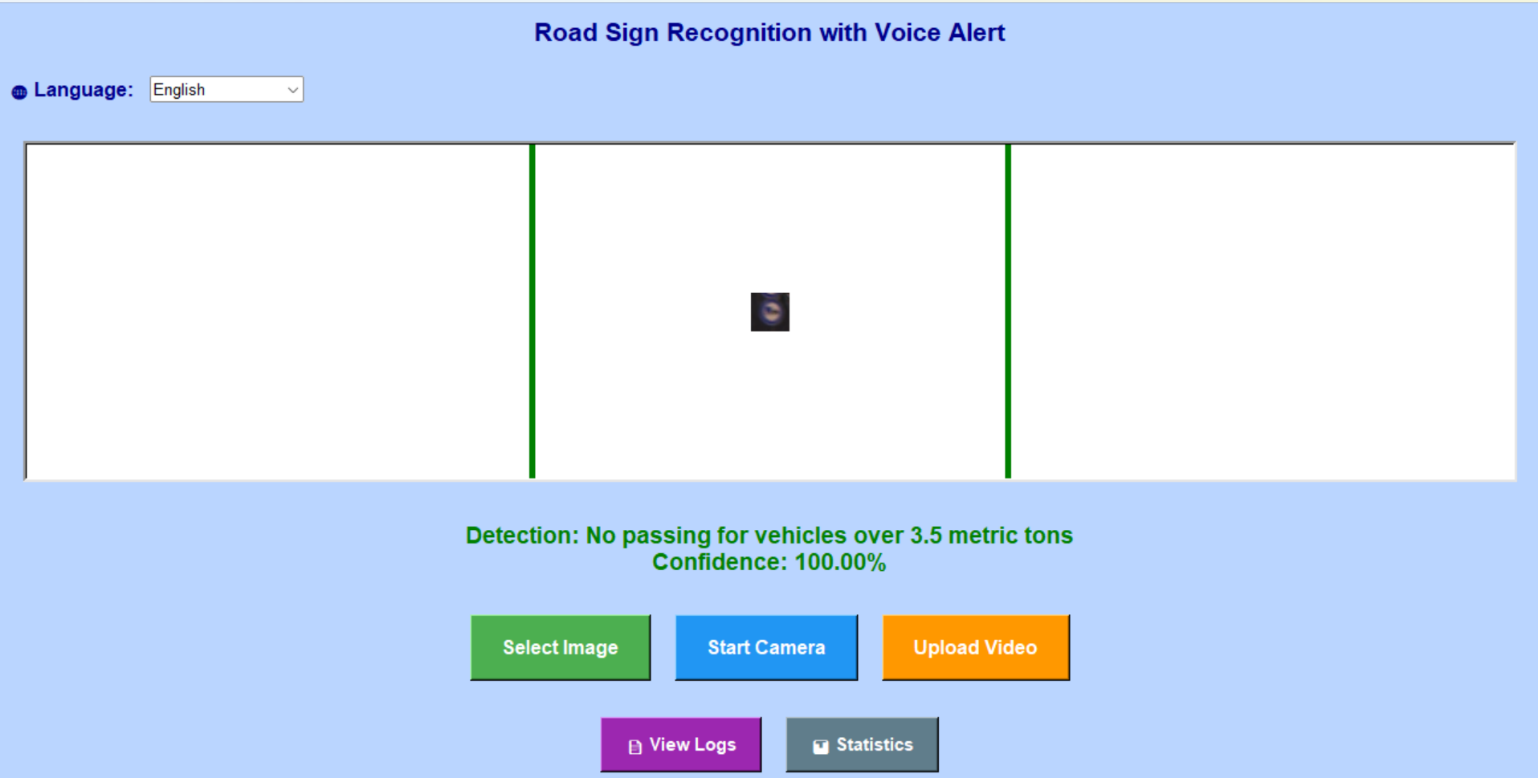 Road Sign Recognition with Voice Alert
Language: English
Detection: No passing for vehicles over 3.5 metric tons
Confidence: 100.00%
Select Image Start Camera Upload Video
View Logs Statistics